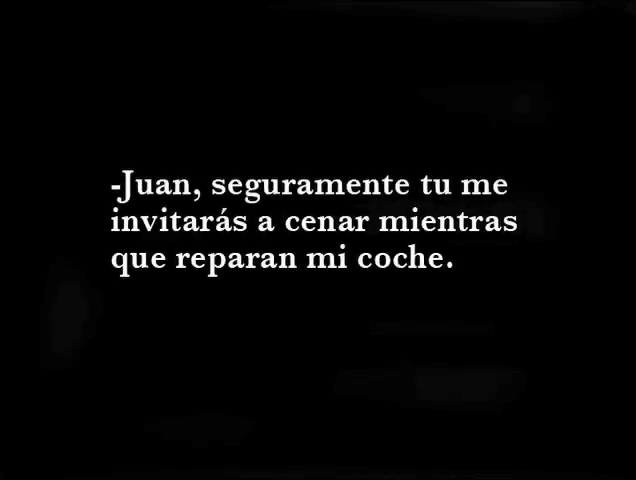 -Juan, seguramente tu me
invitarás a cenar mientras
que reparan mi coche.